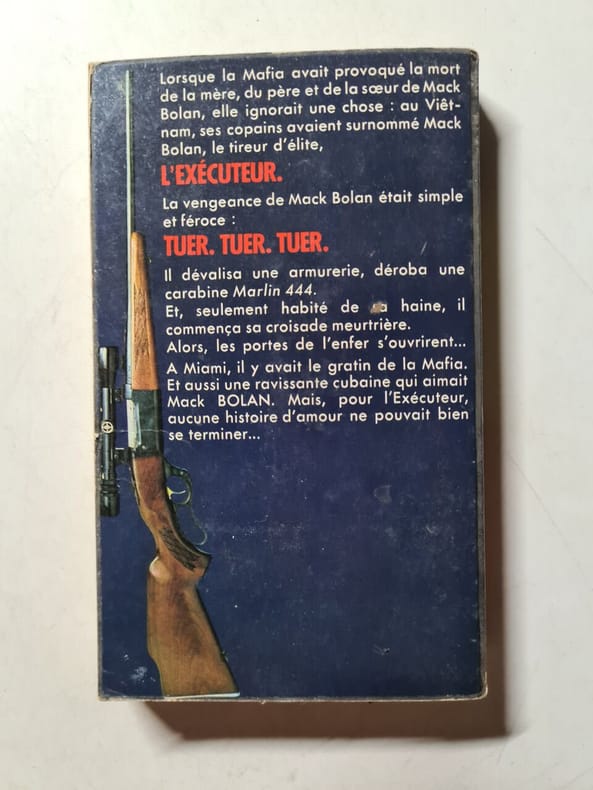 Lorsque la Mafia avait provoqué la mort
de la mère, du père et de la sœur de Mack
Bolan, elle ignorait une chose : au Viêt-
nam, ses copains avaient surnommé Mack
Bolan, le tireur d'élite,
L'EXÉCUTEUR.
La vengeance de Mack Bolan était simple
et féroce :
TUER. TUER. TUER.
Il dévalisa une armurerie, déroba une
carabine Marlin 444.
Et, seulement habité de sa haine, il
commença sa croisade meurtrière.
Alors, les portes de l'enfer s'ouvrirent...
A Miami, il y avait le gratin de la Mafia.
Et aussi une ravissante cubaine qui aimait
Mack BOLAN. Mais, pour l'Exécuteur,
aucune histoire d'amour ne pouvait bien
se terminer...